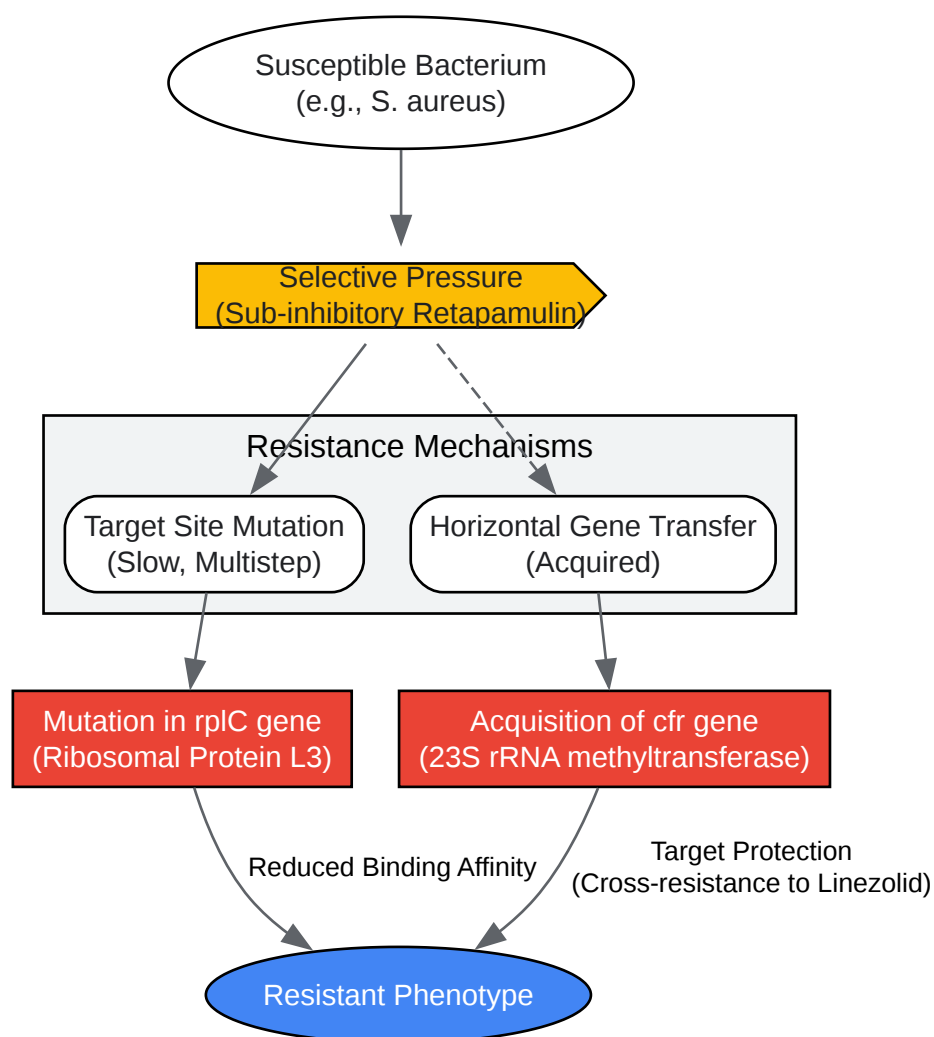 Susceptible Bacterium
(e.g., S. aureus)
Selective Pressure
(Sub-inhibitory Retapamulin)
Resistance Mechanisms
Target Site Mutation
(Slow, Multistep)
Horizontal Gene Transfer
(Acquired)
Mutation in rplC gene
(Ribosomal Protein L3)
Acquisition of cfr gene
(23S rRNA methyltransferase)
Reduced Binding Affinity
Target Protection
(Cross-resistance to Linezolid)
Resistant Phenotype